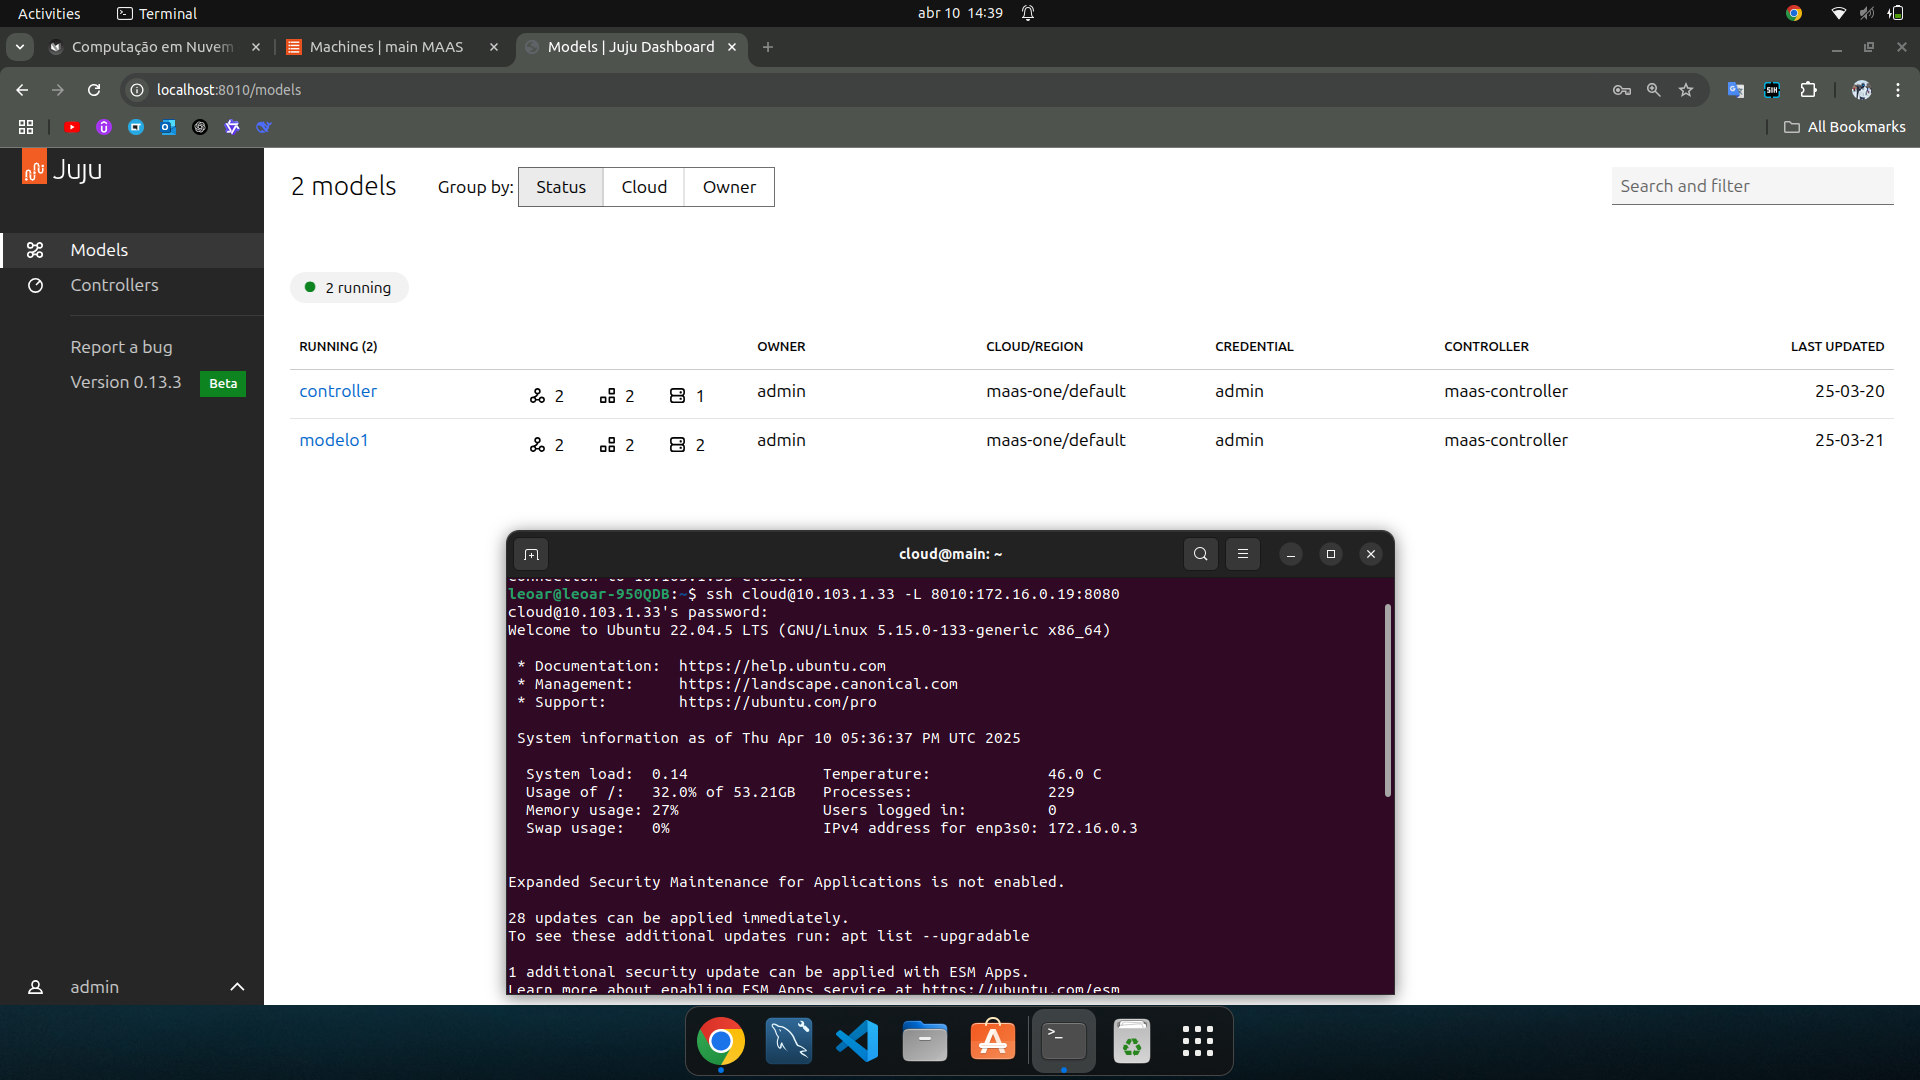 Activities
Terminal
abr 10 14:39
Computação em Nuvem
Machines | main MAAS
Models | Juju Dashboard
localhost:8010/models
SIH
All Bookmarks
Juju
2 models
Group by:
Status
Cloud
Owner
Search and filter
Models
Controllers
Report a bug
Version 0.13.3
Beta
2 running
RUNNING (2)
OWNER
CLOUD/REGION
CREDENTIAL
CONTROLLER
LAST UPDATED
controller
2
2
1
admin
maas-one/default
admin
maas-controller
25-03-20
modelo1
2
2
2
admin
maas-one/default
admin
maas-controller
25-03-21
cloud@main: ~
connection to 10.103.1.33 closed.
leoar@leoar-950QDB:~$ ssh cloud@10.103.1.33 -L 8010:172.16.0.19:8080
cloud@10.103.1.33's password:
Welcome to Ubuntu 22.04.5 LTS (GNU/Linux 5.15.0-133-generic x86_64)
* Documentation: https://help.ubuntu.com
* Management: https://landscape.canonical.com
* Support: https://ubuntu.com/pro
System information as of Thu Apr 10 05:36:37 PM UTC 2025
System load: 0.14 Temperature: 46.0 C
Usage of /: 32.0% of 53.21GB Processes: 229
Memory usage: 27% Users logged in: 0
Swap usage: 0% IPv4 address for enp3s0: 172.16.0.3
Expanded Security Maintenance for Applications is not enabled.
28 updates can be applied immediately.
To see these additional updates run: apt list --upgradable
1 additional security update can be applied with ESM Apps.
Learn more about enabling ESM Apps service at https://ubuntu.com/esm
admin